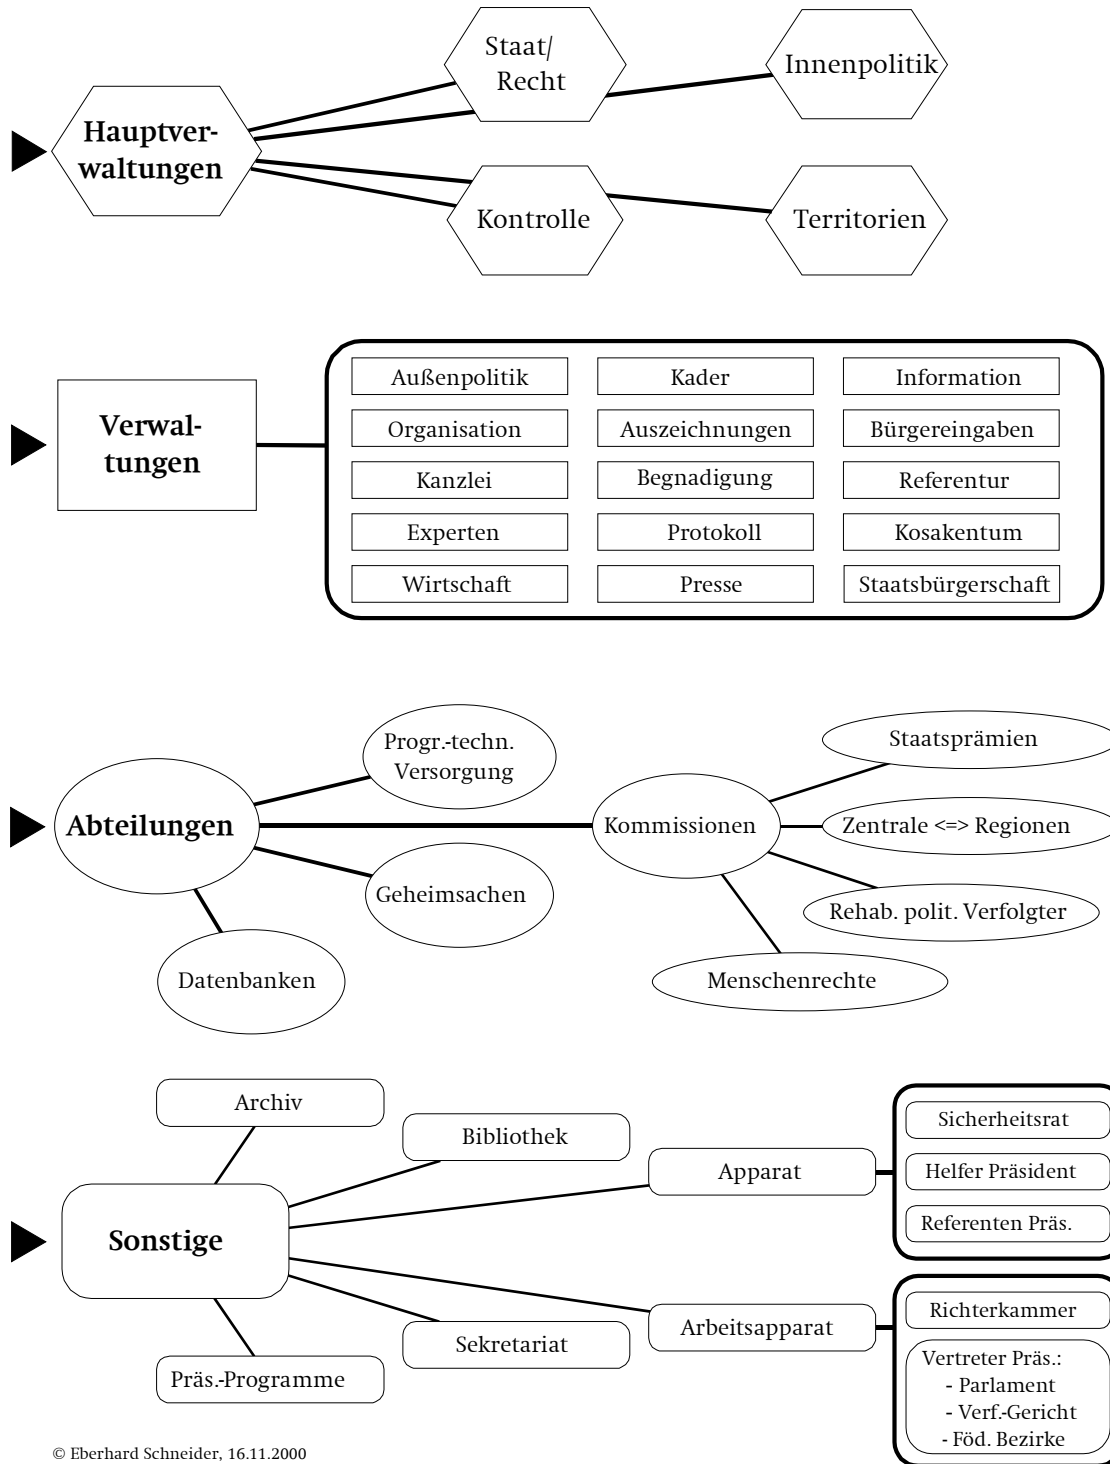 Staat/
Recht
Innenpolitik
Hauptver-
waltungen
Kontrolle
Territorien
Verwal-
tungen
Außenpolitik
Kader
Information
Organisation
Auszeichnungen
Bürgereingaben
Kanzlei
Begnadigung
Referentur
Experten
Protokoll
Kosakentum
Wirtschaft
Presse
Staatsbürgerschaft
Abteilungen
Progr.-techn.
Versorgung
Geheimsachen
Datenbanken
Kommissionen
Staatsprämien
Zentrale <=> Regionen
Rehab. polit. Verfolgter
Menschenrechte
Sonstige
Archiv
Bibliothek
Apparat
Sicherheitsrat
Helfer Präsident
Referenten Präs.
Arbeitsapparat
Richterkammer
Vertreter Präs.:
- Parlament
- Verf.-Gericht
- Föd. Bezirke
Sekretariat
Präs.-Programme
© Eberhard Schneider, 16.11.2000